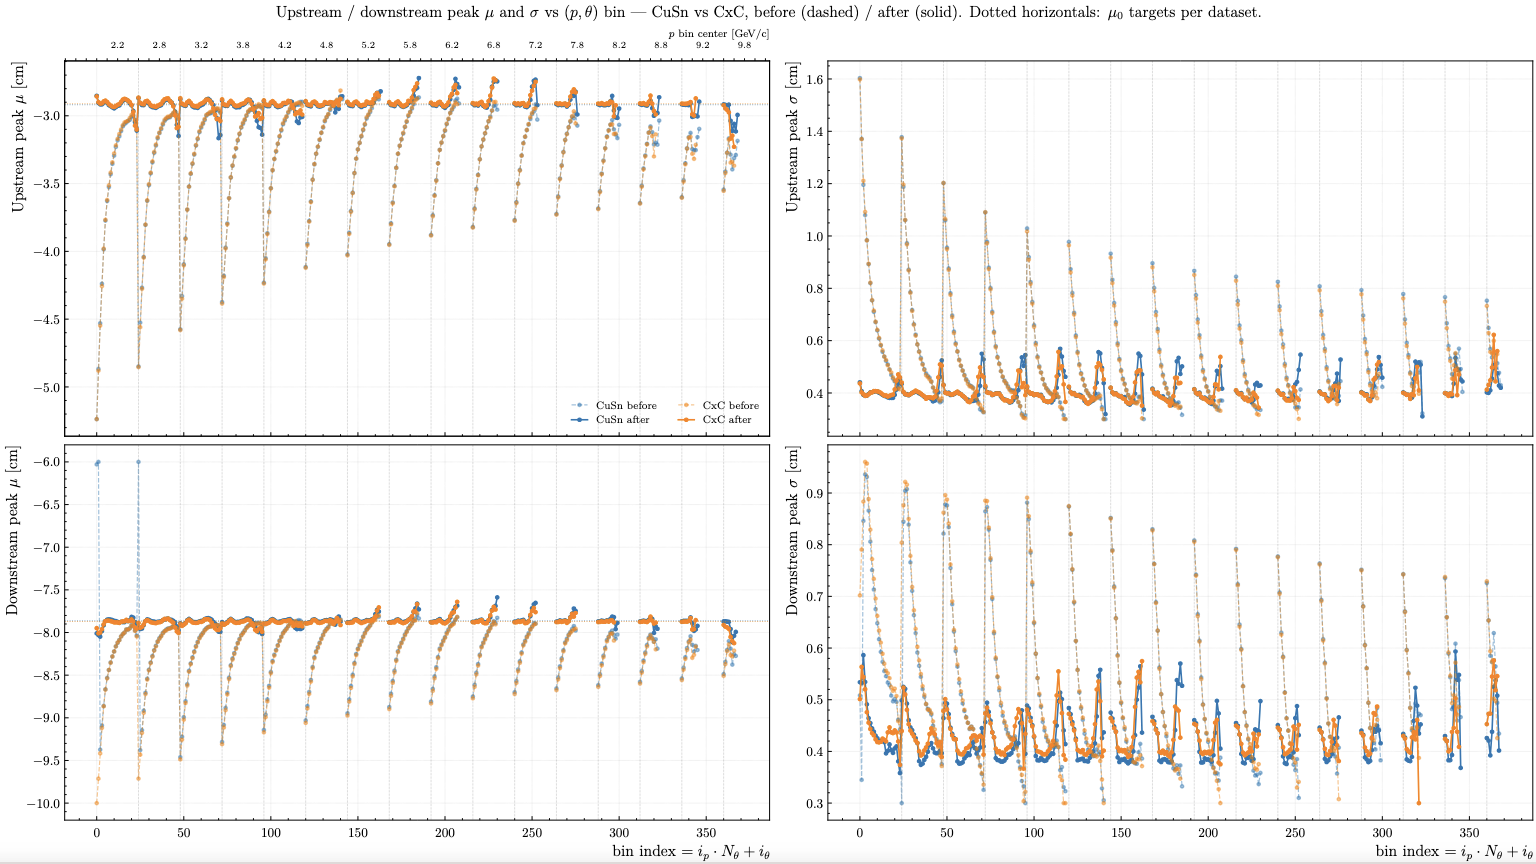 Upstream / downstream peak μ and σ vs (p, θ) bin — CuSn vs CxC, before (dashed) / after (solid). Dotted horizontals: μ₀ targets per dataset.
p bin center [GeV/c]
2.2 2.8 3.2 3.8 4.2 4.8 5.2 5.8 6.2 6.8 7.2 7.8 8.2 8.8 9.2 9.8
Upstream peak μ [cm]
−3.0
−3.5
−4.0
−4.5
−5.0
CuSn before CxC before
CuSn after CxC after
Upstream peak σ [cm]
1.6
1.4
1.2
1.0
0.8
0.6
0.4
Downstream peak μ [cm]
−6.0
−6.5
−7.0
−7.5
−8.0
−8.5
−9.0
−9.5
−10.0
0 50 100 150 200 250 300 350
bin index = iₚ · N_θ + i_θ
Downstream peak σ [cm]
0.9
0.8
0.7
0.6
0.5
0.4
0.3
0 50 100 150 200 250 300 350
bin index = iₚ · N_θ + i_θ